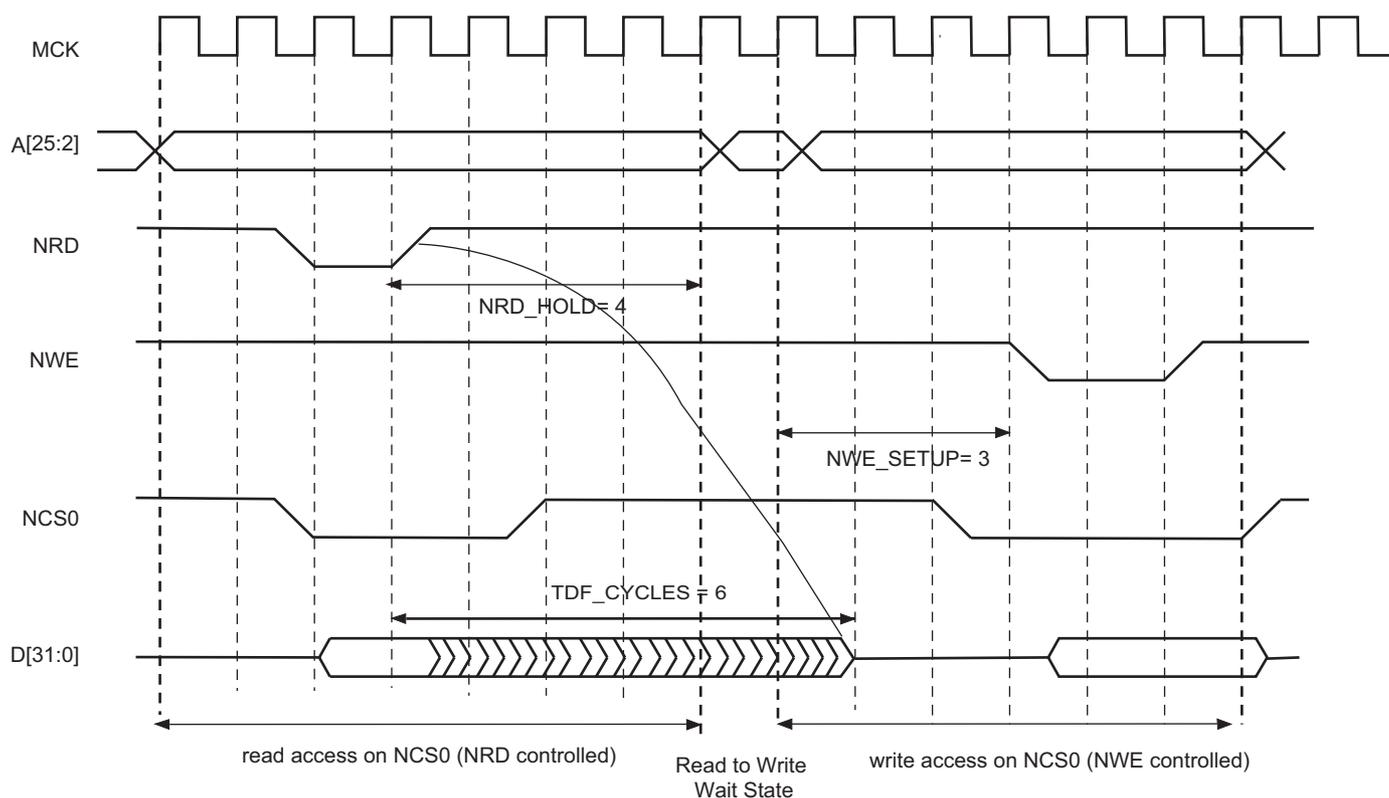 MCK
A[25:2]
NRD
NRD_HOLD= 4
NWE
NWE_SETUP= 3
NCS0
TDF_CYCLES = 6
D[31:0]
read access on NCS0 (NRD controlled)
Read to Write
Wait State
write access on NCS0 (NWE controlled)